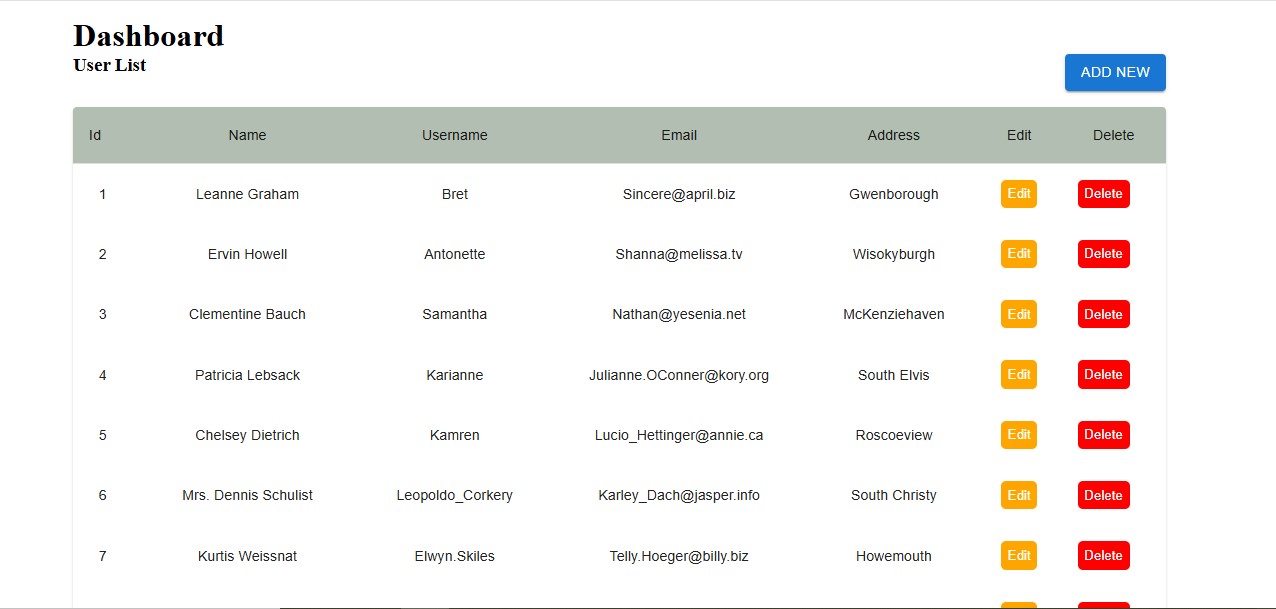 Dashboard
User List
ADD NEW
Id Name Username Email Address Edit Delete
1 Leanne Graham Bret Sincere@april.biz Gwenborough Edit Delete
2 Ervin Howell Antonette Shanna@melissa.tv Wisokyburgh Edit Delete
3 Clementine Bauch Samantha Nathan@yesenia.net McKenziehaven Edit Delete
4 Patricia Lebsack Karianne Julianne.OConner@kory.org South Elvis Edit Delete
5 Chelsey Dietrich Kamren Lucio_Hettinger@annie.ca Roscoeview Edit Delete
6 Mrs. Dennis Schulist Leopoldo_Corkery Karley_Dach@jasper.info South Christy Edit Delete
7 Kurtis Weissnat Elwyn.Skiles Telly.Hoeger@billy.biz Howemouth Edit Delete